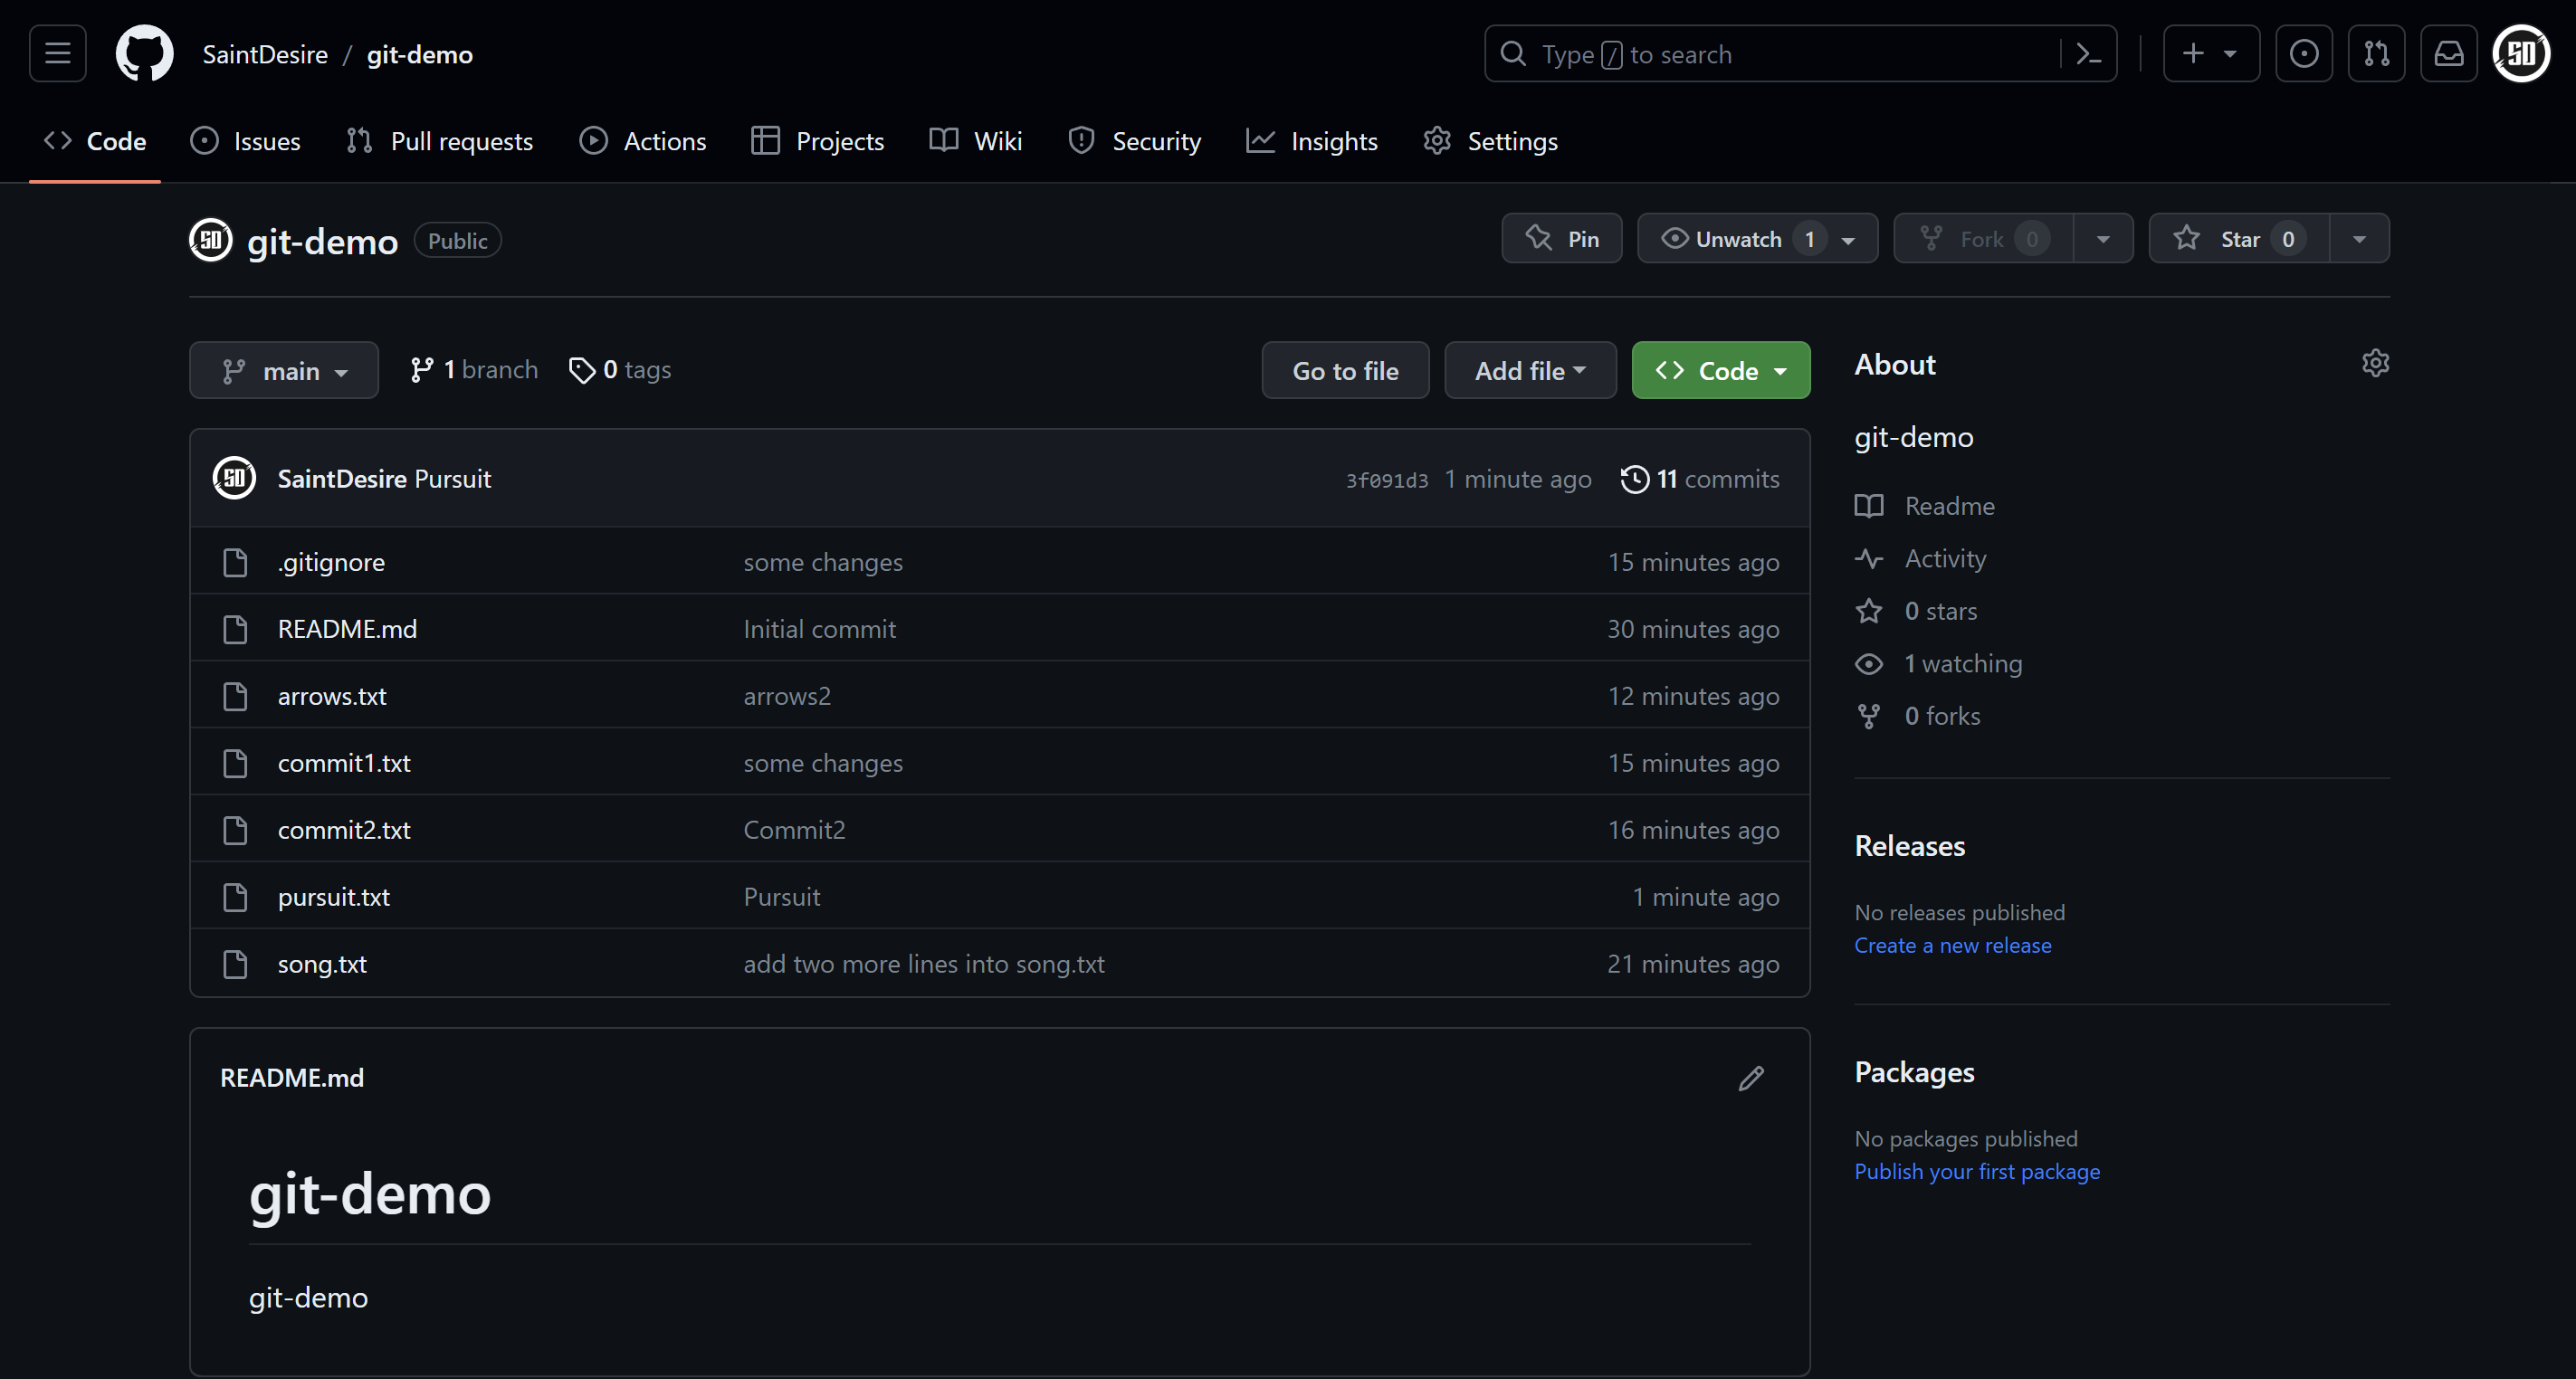 SaintDesire / git-demo
Type / to search
Code Issues Pull requests Actions Projects Wiki Security Insights Settings
git-demo Public
Pin Unwatch 1 Fork 0 Star 0
main 1 branch 0 tags Go to file Add file Code
SaintDesire Pursuit 3f091d3 1 minute ago 11 commits
.gitignore some changes 15 minutes ago
README.md Initial commit 30 minutes ago
arrows.txt arrows2 12 minutes ago
commit1.txt some changes 15 minutes ago
commit2.txt Commit2 16 minutes ago
pursuit.txt Pursuit 1 minute ago
song.txt add two more lines into song.txt 21 minutes ago
README.md
git-demo
git-demo
About
git-demo
Readme
Activity
0 stars
1 watching
0 forks
Releases
No releases published
Create a new release
Packages
No packages published
Publish your first package